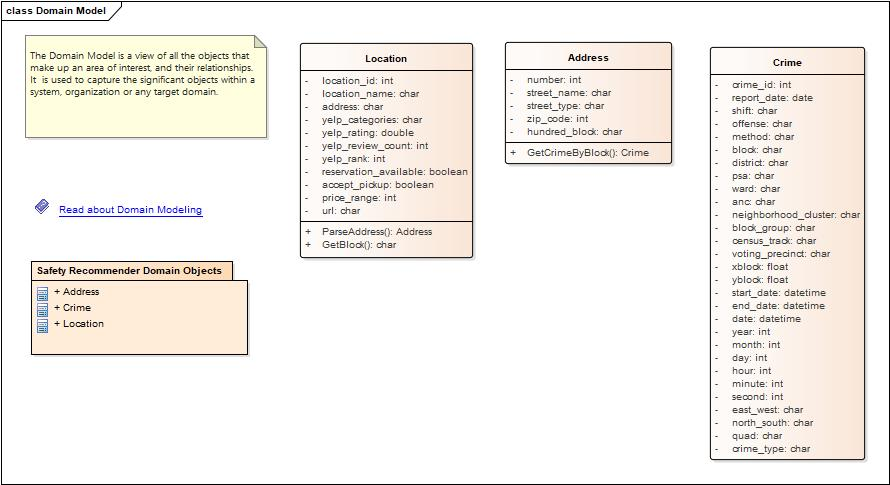 class Domain Model
The Domain Model is a view of all the objects that
make up an area of interest, and their relationships.
It is used to capture the significant objects within a
system, organization or any target domain.
Read about Domain Modeling
Safety Recommender Domain Objects
+ Address
+ Crime
+ Location
Location
- location_id: int
- location_name: char
- address: char
- yelp_categories: char
- yelp_rating: double
- yelp_review_count: int
- yelp_rank: int
- reservation_available: boolean
- accept_pickup: boolean
- price_range: int
- url: char
+ ParseAddress(): Address
+ GetBlock(): char
Address
- number: int
- street_name: char
- street_type: char
- zip_code: int
- hundred_block: char
+ GetCrimeByBlock(): Crime
Crime
- crime_id: int
- report_date: date
- shift: char
- offense: char
- method: char
- block: char
- district: char
- psa: char
- ward: char
- anc: char
- neighborhood_cluster: char
- block_group: char
- census_track: char
- voting_precinct: char
- xblock: float
- yblock: float
- start_date: datetime
- end_date: datetime
- date: datetime
- year: int
- month: int
- day: int
- hour: int
- minute: int
- second: int
- east_west: char
- north_south: char
- quad: char
- crime_type: char